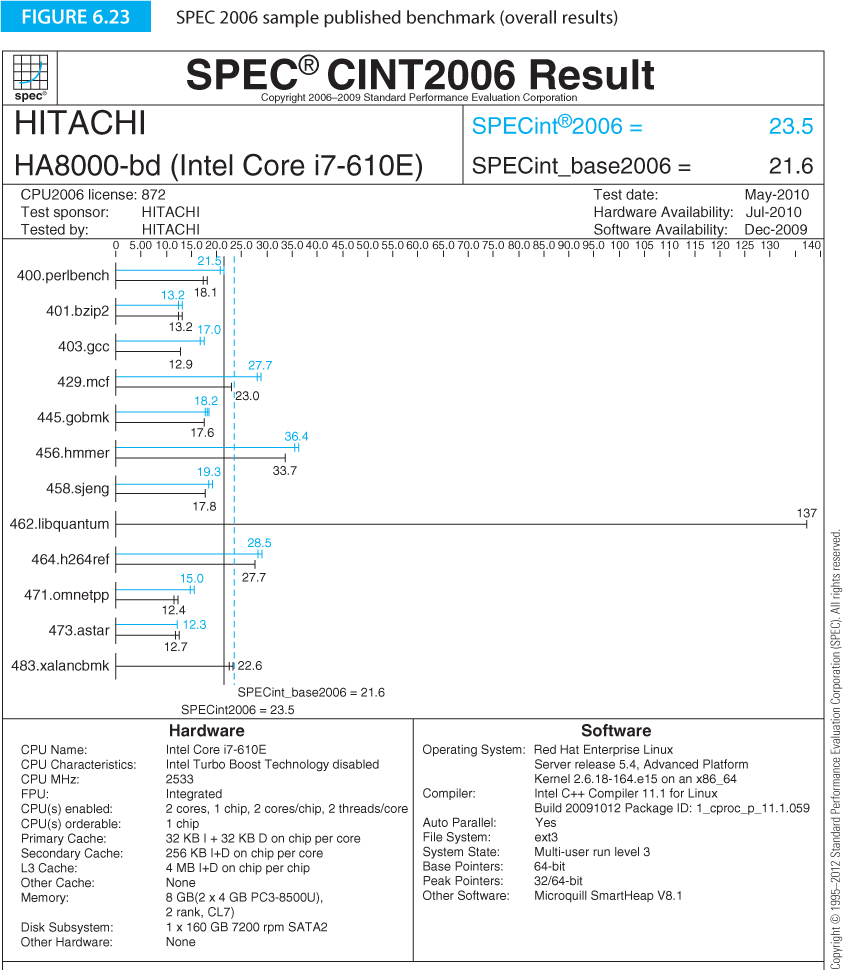 FIGURE 6.23 SPEC 2006 sample published benchmark (overall results)
spec®
SPEC® CINT2006 Result
Copyright 2006–2009 Standard Performance Evaluation Corporation
HITACHI
HA8000-bd (Intel Core i7-610E)
SPECint®2006 = 23.5
SPECint_base2006 = 21.6
CPU2006 license: 872
Test sponsor: HITACHI
Tested by: HITACHI
Test date: May-2010
Hardware Availability: Jul-2010
Software Availability: Dec-2009
0 5.00 10.0 15.0 20.0 25.0 30.0 35.0 40.0 45.0 50.0 55.0 60.0 65.0 70.0 75.0 80.0 85.0 90.0 95.0 100 105 110 115 120 125 130 140
21.5
400.perlbench
18.1
13.2
401.bzip2
13.2
17.0
403.gcc
12.9
27.7
429.mcf
23.0
18.2
445.gobmk
17.6
36.4
456.hmmer
33.7
19.3
458.sjeng
17.8
137
462.libquantum
28.5
464.h264ref
27.7
15.0
471.omnetpp
12.4
12.3
473.astar
12.7
483.xalancbmk 22.6
SPECint_base2006 = 21.6
SPECint2006 = 23.5
Hardware
CPU Name: Intel Core i7-610E
CPU Characteristics: Intel Turbo Boost Technology disabled
CPU MHz: 2533
FPU: Integrated
CPU(s) enabled: 2 cores, 1 chip, 2 cores/chip, 2 threads/core
CPU(s) orderable: 1 chip
Primary Cache: 32 KB I + 32 KB D on chip per core
Secondary Cache: 256 KB I+D on chip per core
L3 Cache: 4 MB I+D on chip per chip
Other Cache: None
Memory: 8 GB(2 x 4 GB PC3-8500U),
2 rank, CL7)
Disk Subsystem: 1 x 160 GB 7200 rpm SATA2
Other Hardware: None
Software
Operating System: Red Hat Enterprise Linux
Server release 5.4, Advanced Platform
Kernel 2.6.18-164.e15 on an x86_64
Compiler: Intel C++ Compiler 11.1 for Linux
Build 20091012 Package ID: 1_cproc_p_11.1.059
Auto Parallel: Yes
File System: ext3
System State: Multi-user run level 3
Base Pointers: 64-bit
Peak Pointers: 32/64-bit
Other Software: Microquill SmartHeap V8.1
Copyright © 1995–2012 Standard Performance Evaluation Corporation (SPEC). All rights reserved.